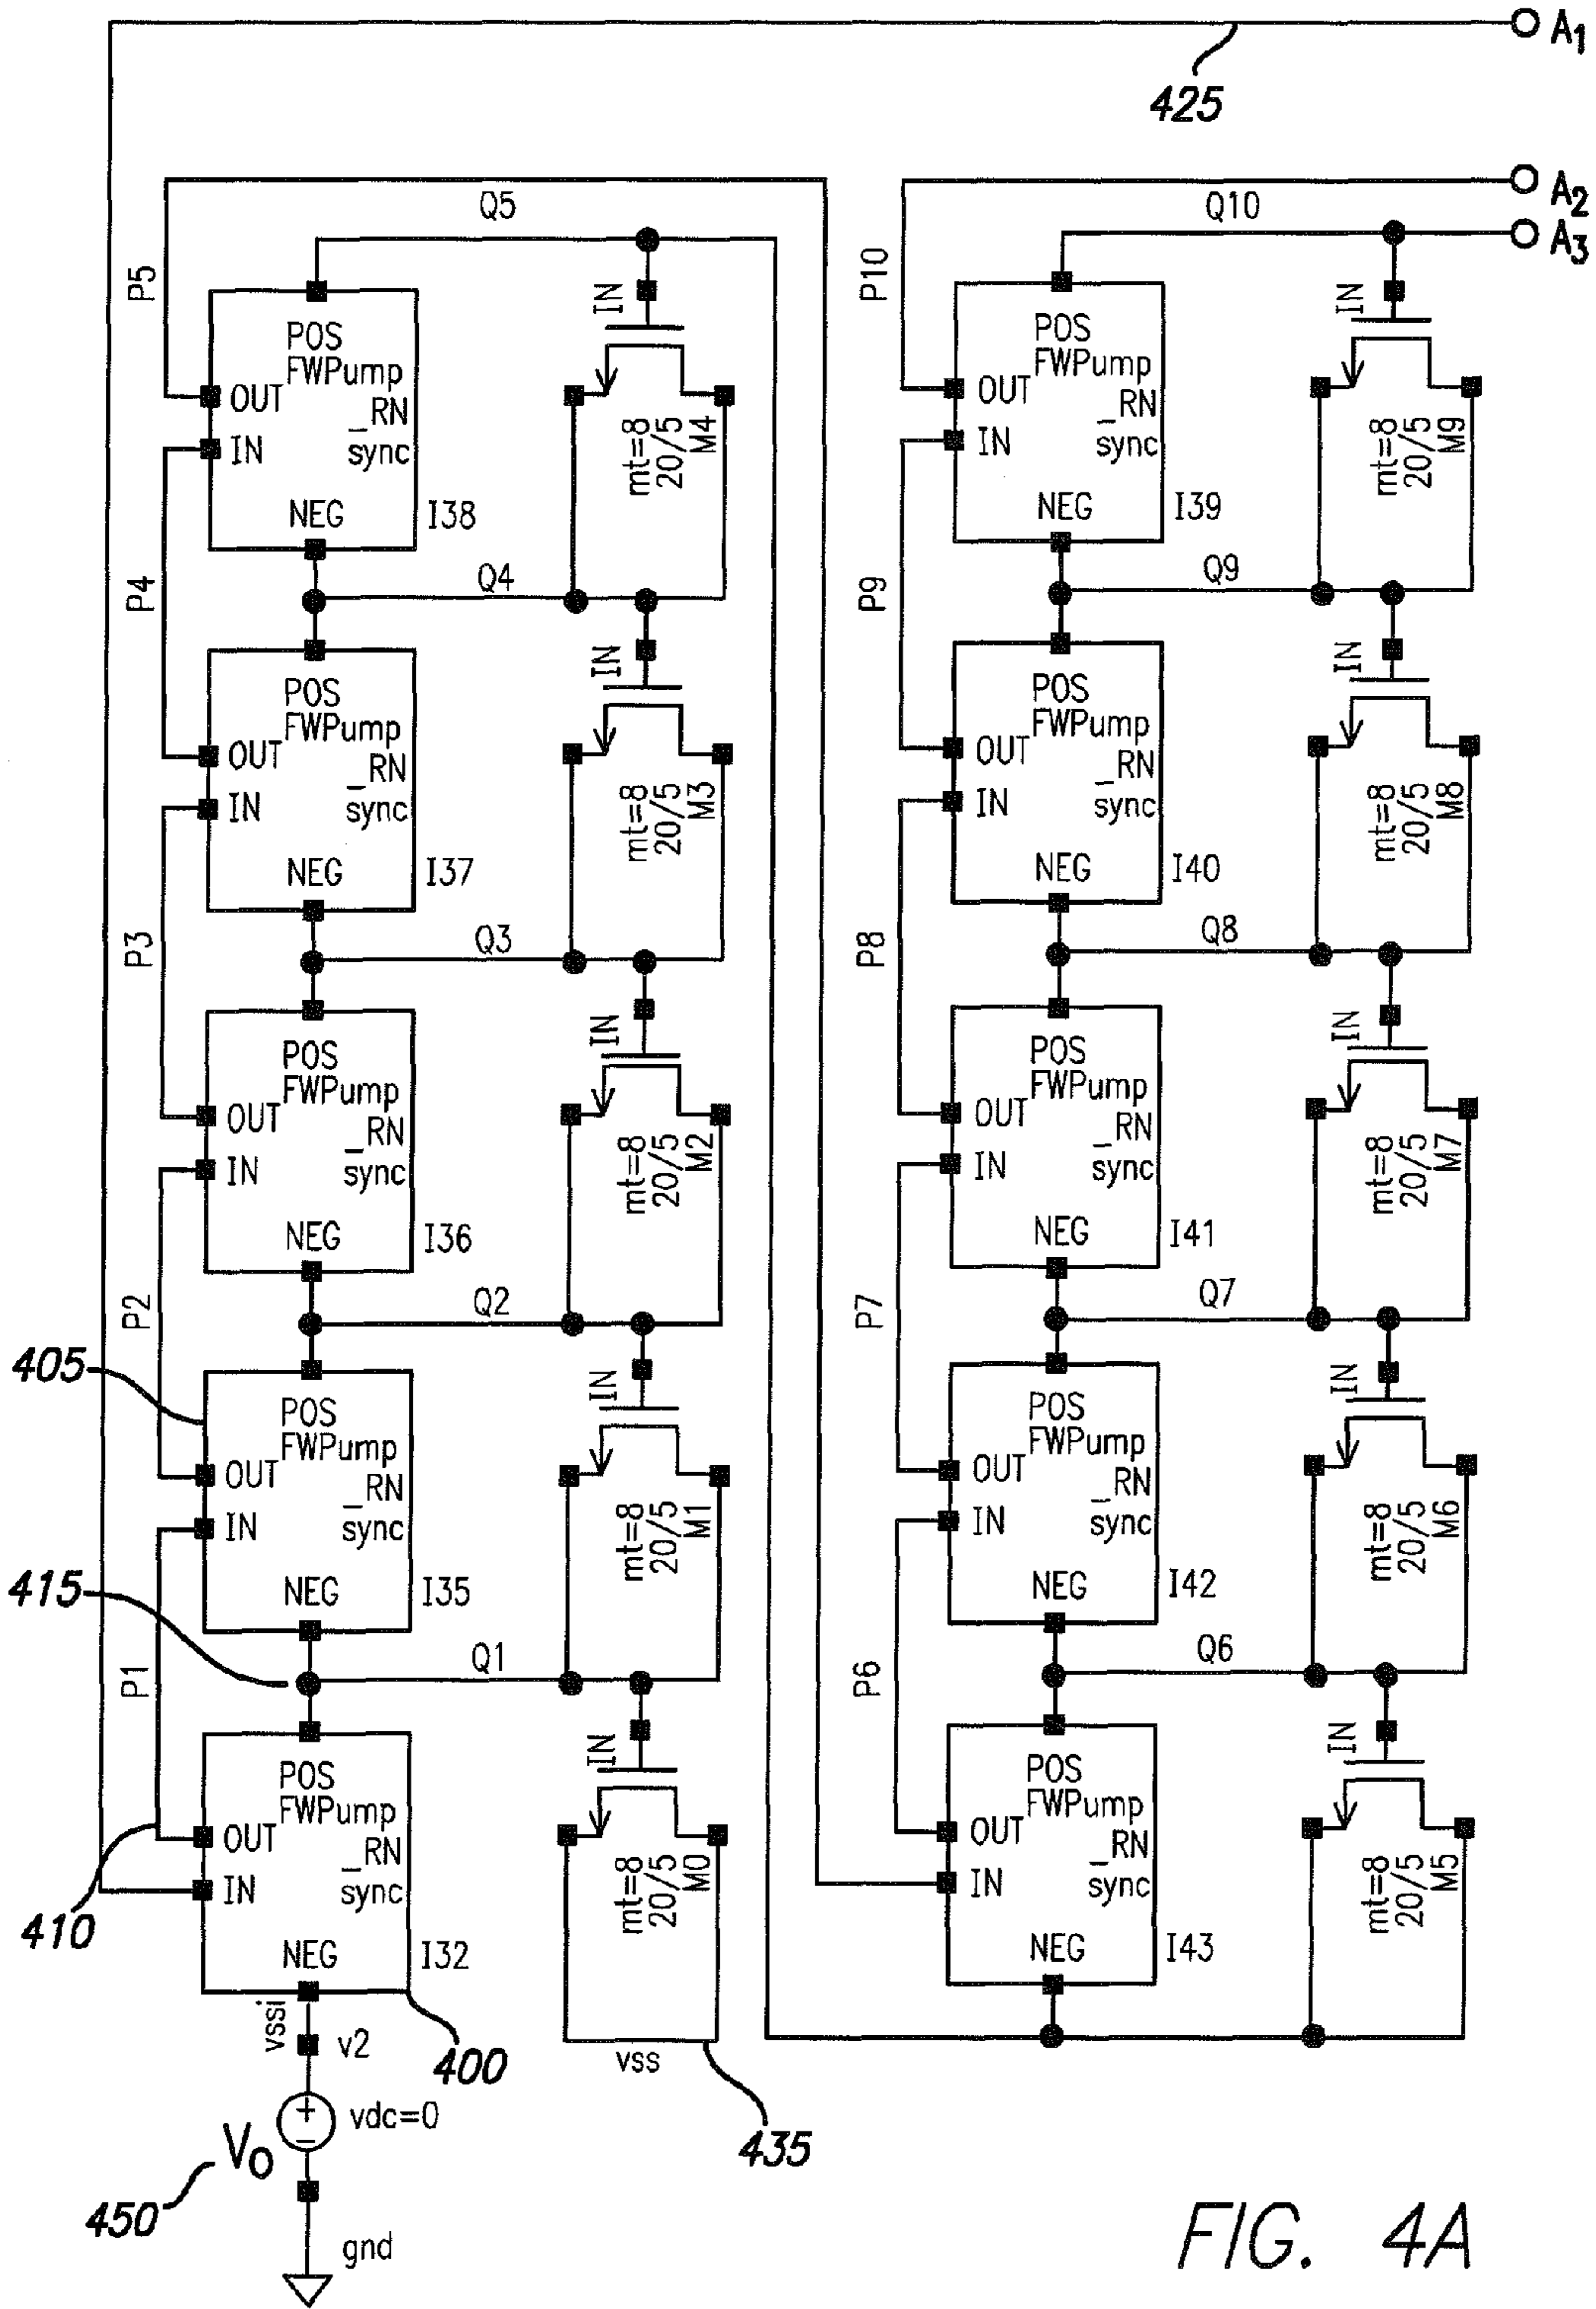 A1
425
A2
Q5
Q10
A3
P5
P10
IN
IN
POS
FWPump
_RN
sync
OUT
IN
NEG
I38
mt=8
20/5
M4
POS
FWPump
_RN
sync
OUT
IN
NEG
I39
mt=8
20/5
M9
P4
Q4
P9
Q9
IN
IN
POS
FWPump
_RN
sync
OUT
IN
NEG
I37
mt=8
20/5
M3
POS
FWPump
_RN
sync
OUT
IN
NEG
I40
mt=8
20/5
M8
P3
Q3
P8
Q8
IN
IN
POS
FWPump
_RN
sync
OUT
IN
NEG
I36
mt=8
20/5
M2
POS
FWPump
_RN
sync
OUT
IN
NEG
I41
mt=8
20/5
M7
P2
Q2
P7
Q7
405
IN
IN
POS
FWPump
_RN
sync
OUT
IN
NEG
I35
mt=8
20/5
M1
POS
FWPump
_RN
sync
OUT
IN
NEG
I42
mt=8
20/5
M6
415
P1
Q1
P6
Q6
IN
IN
POS
FWPump
_RN
sync
OUT
IN
NEG
I32
mt=8
20/5
M0
POS
FWPump
_RN
sync
OUT
IN
NEG
I43
mt=8
20/5
M5
410
vssi
v2
400
vss
435
V0
vdc=0
450
gnd
FIG. 4A